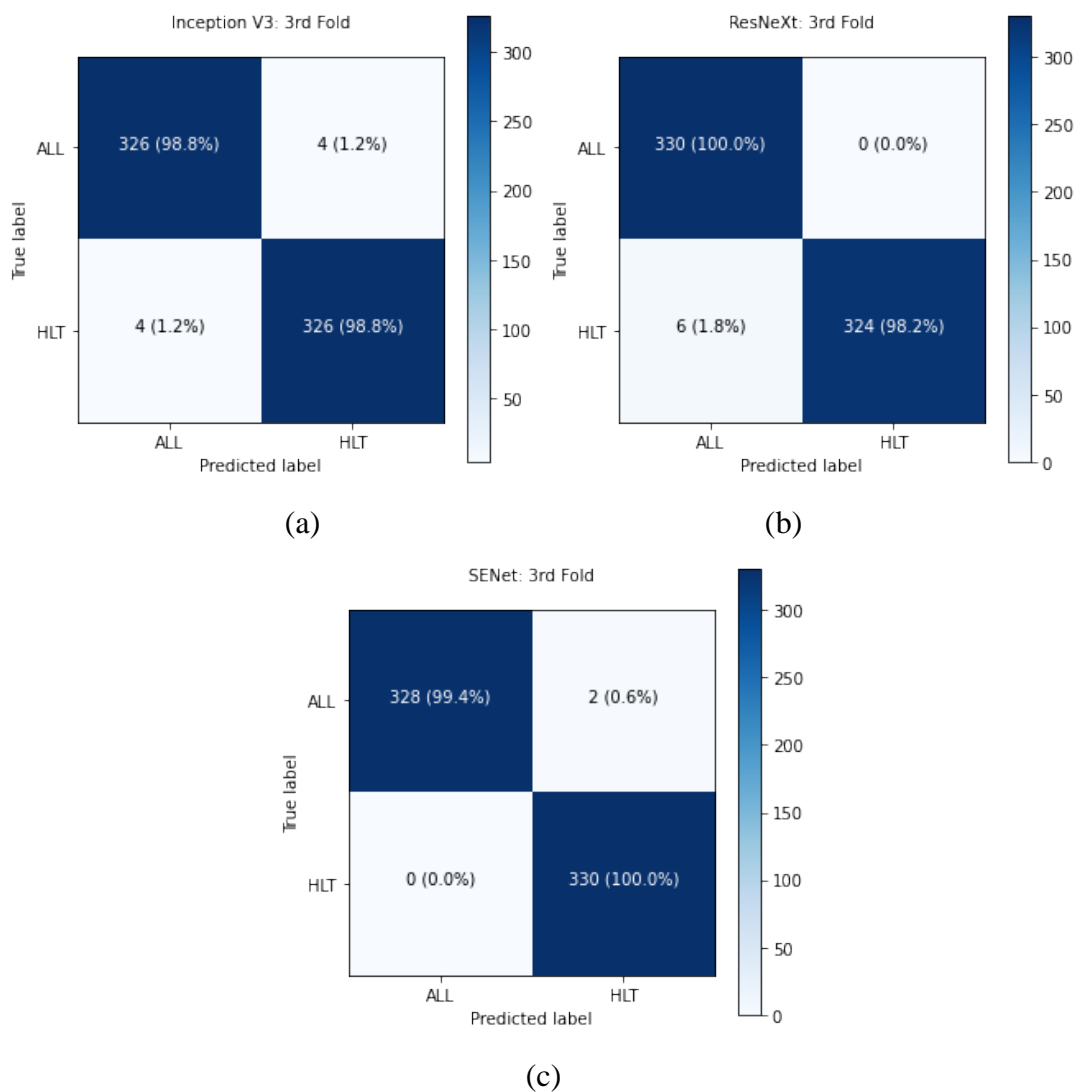 Inception V3: 3rd Fold
300
250
200
150
100
50
ALL
326 (98.8%) 4 (1.2%)
HLT
4 (1.2%) 326 (98.8%)
True label
ALL HLT
Predicted label
(a)
ResNeXt: 3rd Fold
300
250
200
150
100
50
0
ALL
330 (100.0%) 0 (0.0%)
HLT
6 (1.8%) 324 (98.2%)
True label
ALL HLT
Predicted label
(b)
SENet: 3rd Fold
300
250
200
150
100
50
0
ALL
328 (99.4%) 2 (0.6%)
HLT
0 (0.0%) 330 (100.0%)
True label
ALL HLT
Predicted label
(c)